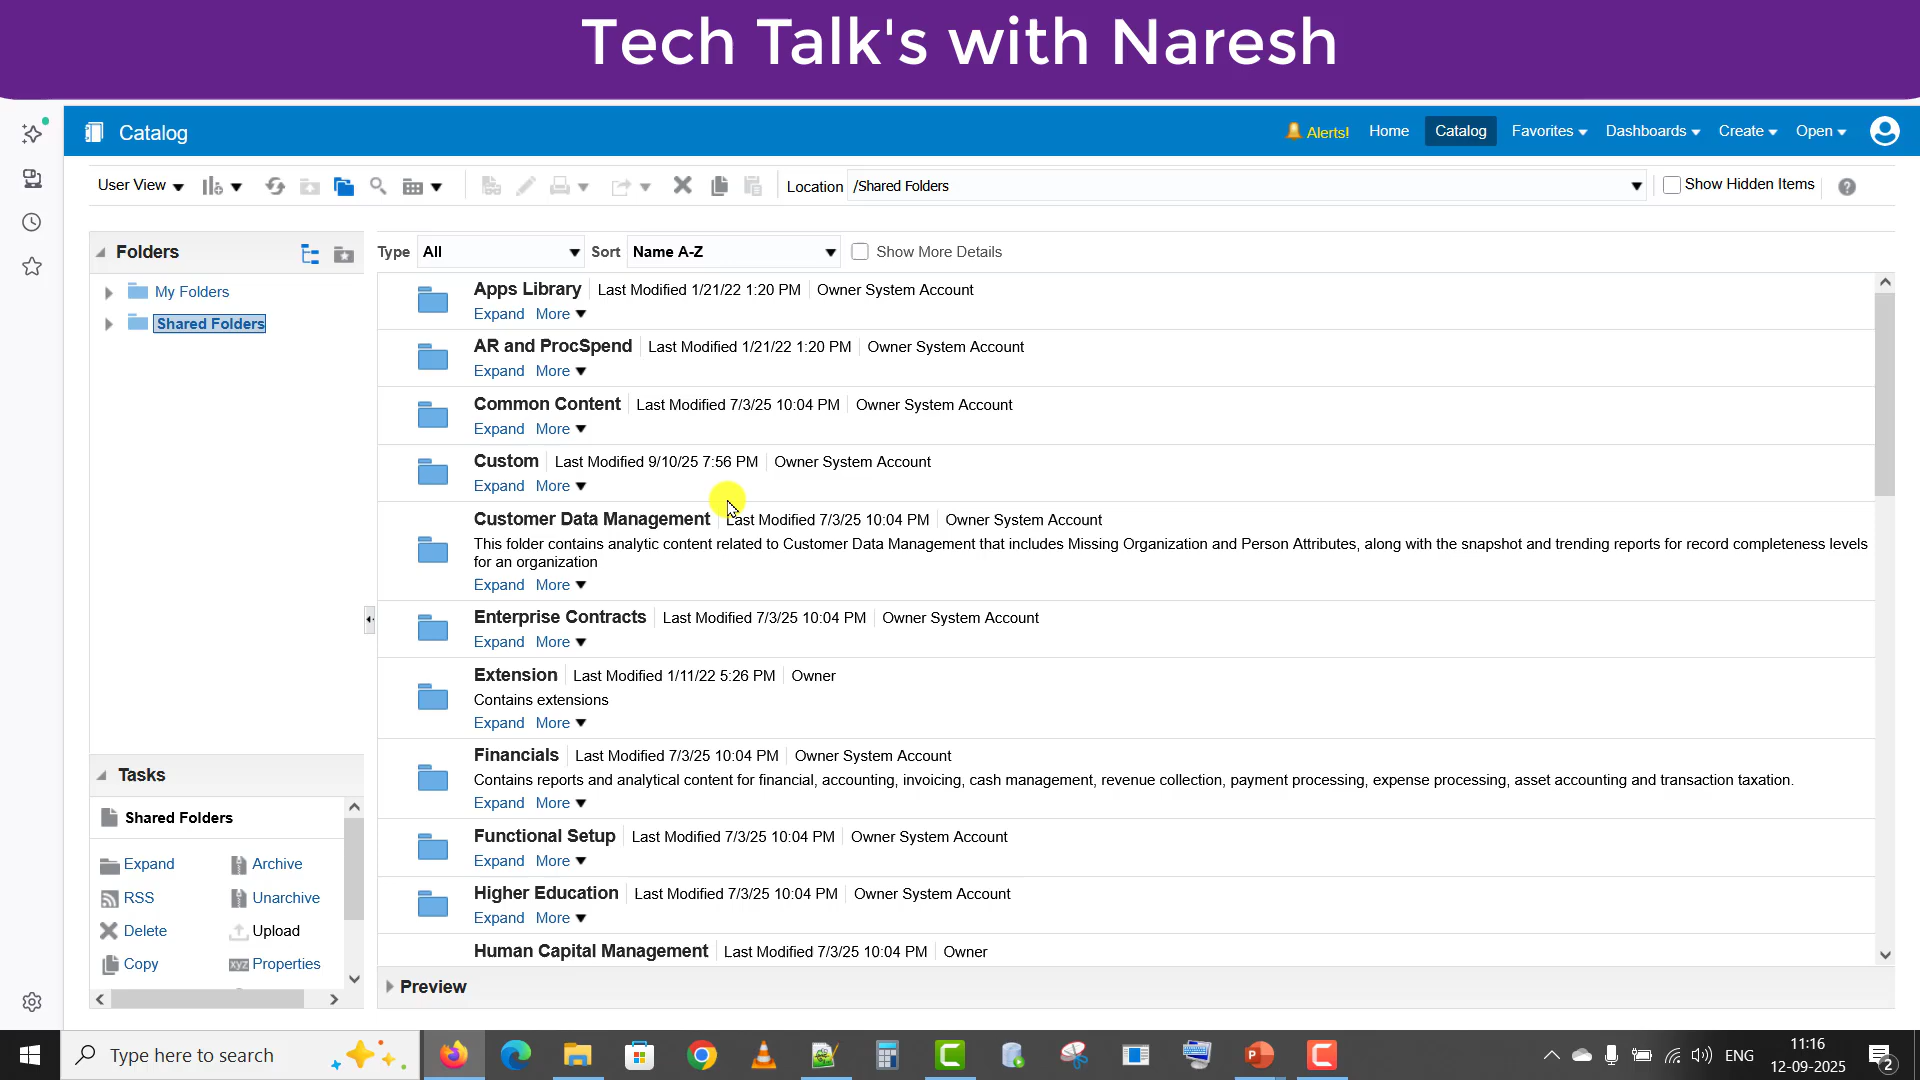 Tech Talk's with Naresh
Catalog
Alerts! Home Catalog Favorites Dashboards Create Open
User View
Location /Shared Folders Show Hidden Items
Folders
My Folders
Shared Folders
Type All Sort Name A-Z Show More Details
Apps Library Last Modified 1/21/22 1:20 PM Owner System Account
Expand More
AR and ProcSpend Last Modified 1/21/22 1:20 PM Owner System Account
Expand More
Common Content Last Modified 7/3/25 10:04 PM Owner System Account
Expand More
Custom Last Modified 9/10/25 7:56 PM Owner System Account
Expand More
Customer Data Management Last Modified 7/3/25 10:04 PM Owner System Account
This folder contains analytic content related to Customer Data Management that includes Missing Organization and Person Attributes, along with the snapshot and trending reports for record completeness levels
for an organization
Expand More
Enterprise Contracts Last Modified 7/3/25 10:04 PM Owner System Account
Expand More
Extension Last Modified 1/11/22 5:26 PM Owner
Contains extensions
Expand More
Financials Last Modified 7/3/25 10:04 PM Owner System Account
Contains reports and analytical content for financial, accounting, invoicing, cash management, revenue collection, payment processing, expense processing, asset accounting and transaction taxation.
Expand More
Functional Setup Last Modified 7/3/25 10:04 PM Owner System Account
Expand More
Higher Education Last Modified 7/3/25 10:04 PM Owner System Account
Expand More
Human Capital Management Last Modified 7/3/25 10:04 PM Owner
Preview
Tasks
Shared Folders
Expand Archive
RSS Unarchive
Delete Upload
Copy xyz Properties
Type here to search
ENG
11:16
12-09-2025
2